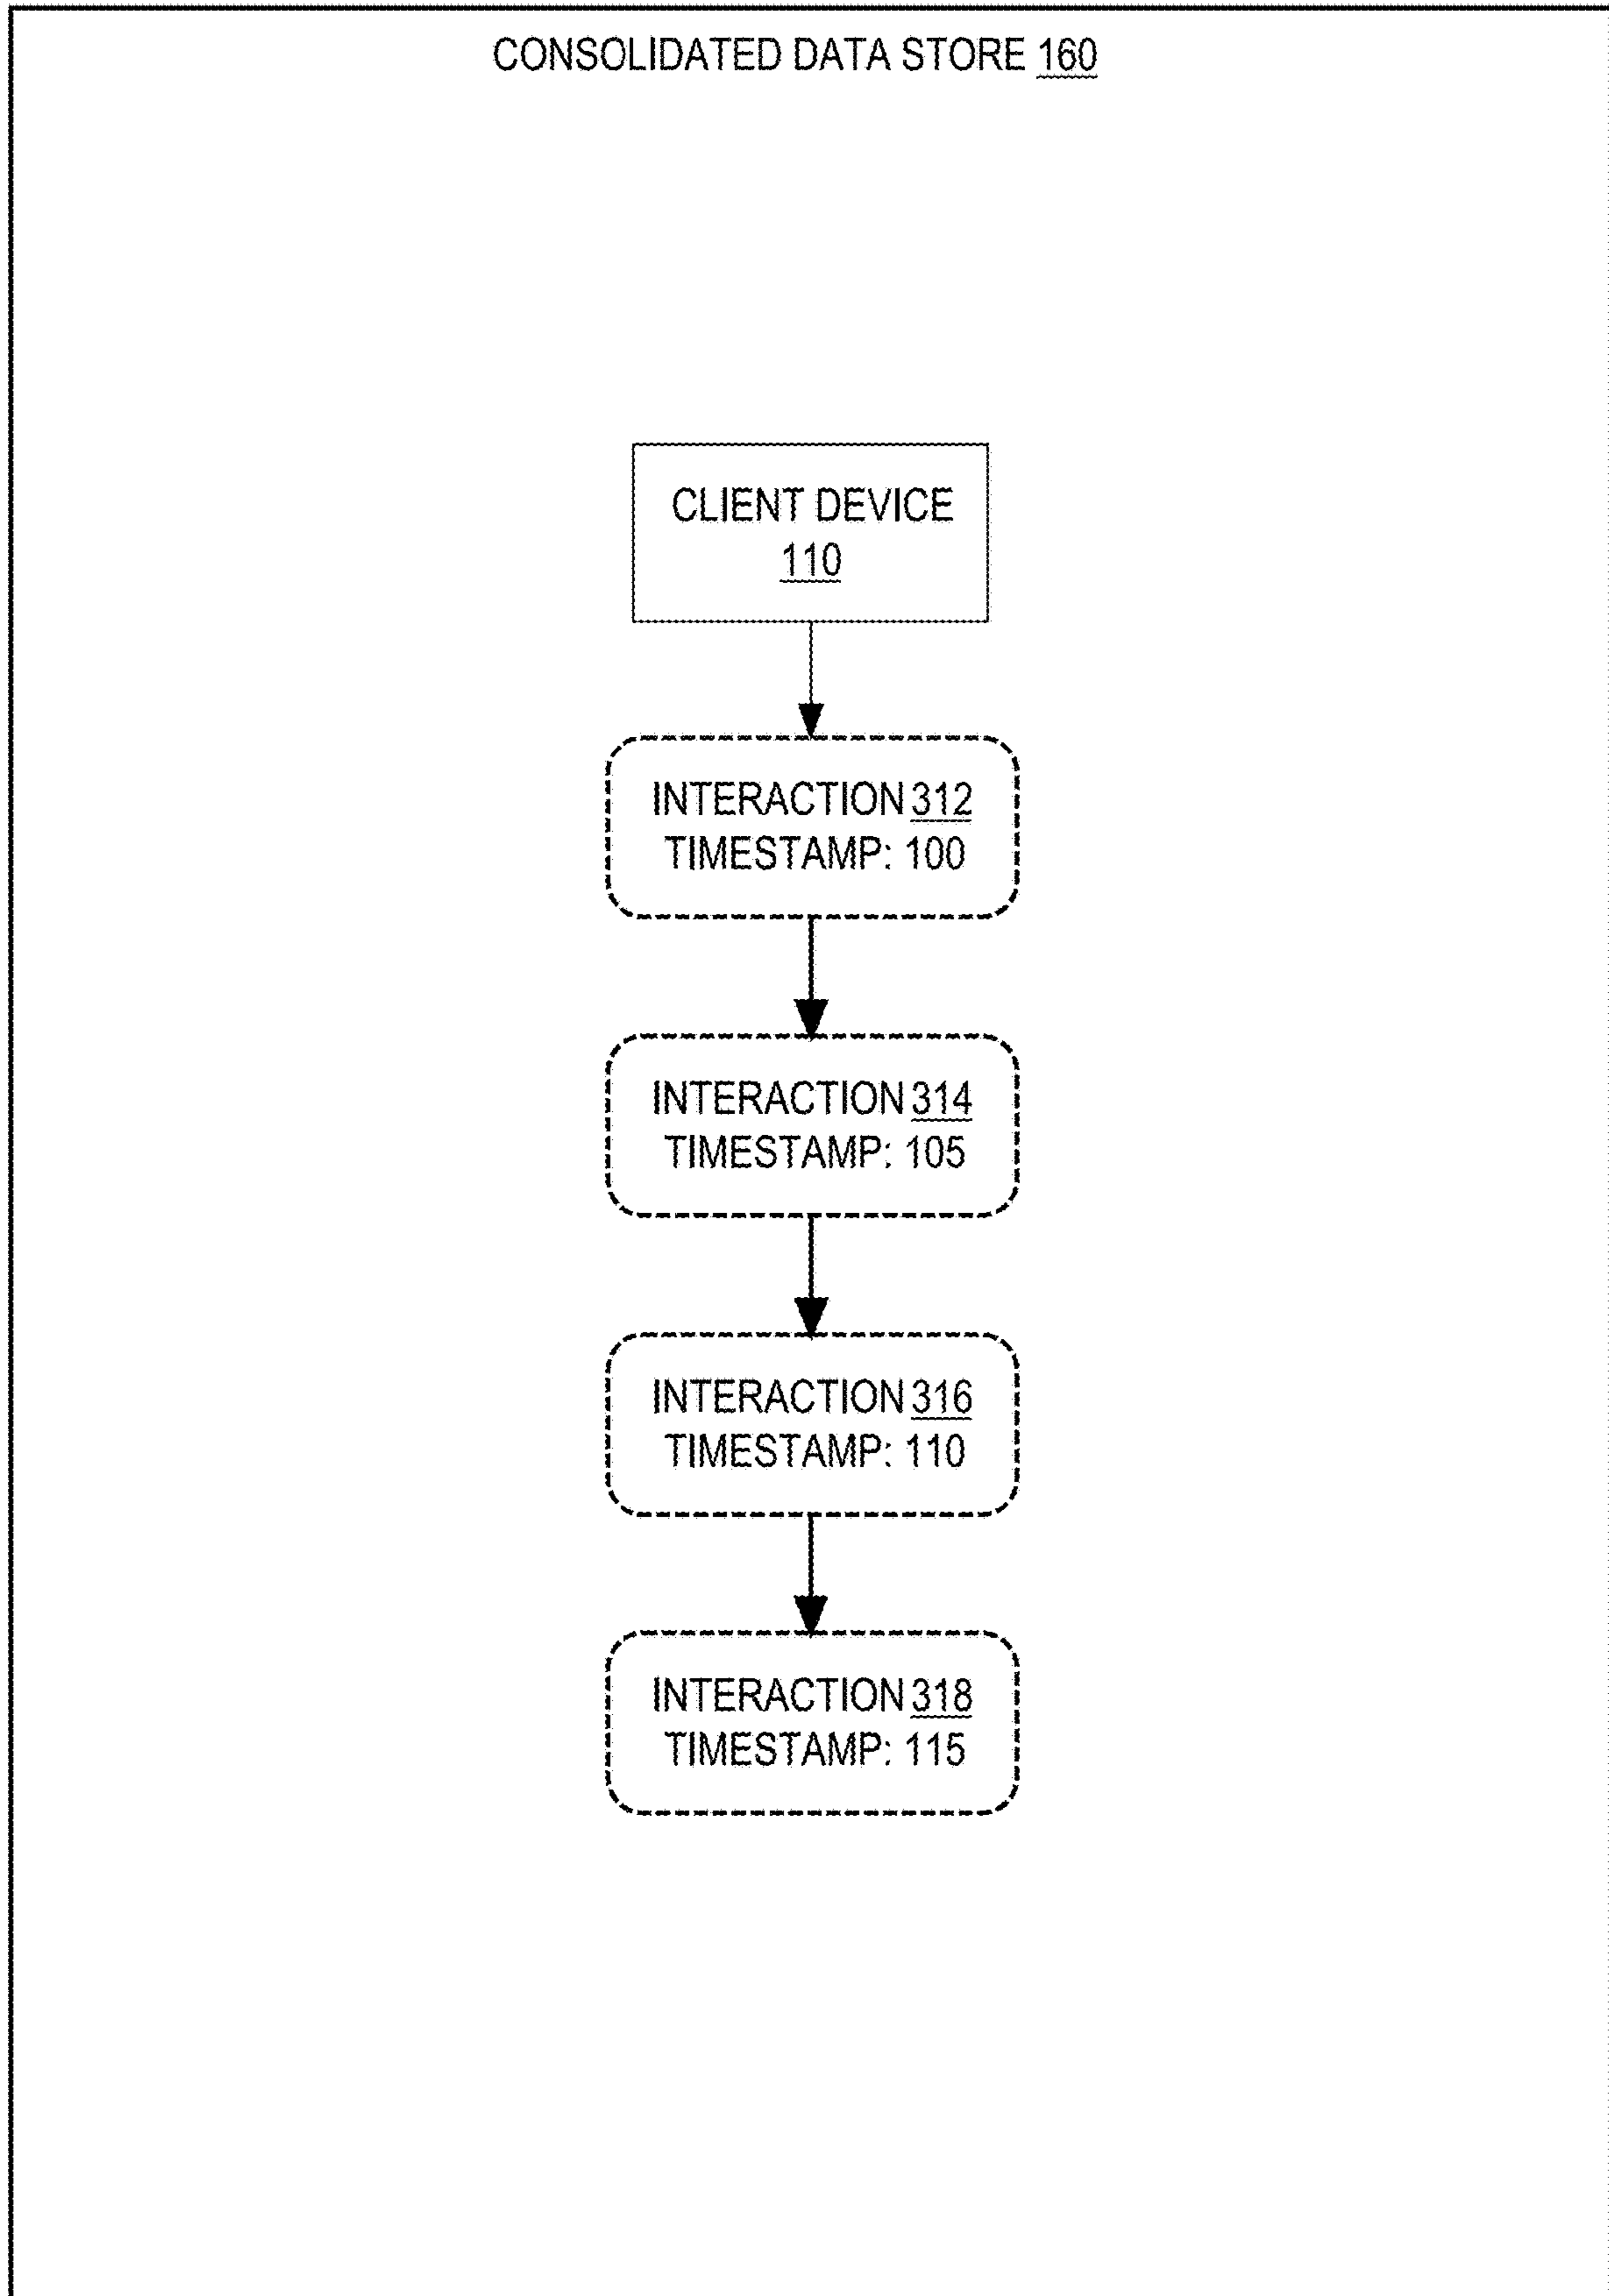 CONSOLIDATED DATA STORE 160
CLIENT DEVICE
110
INTERACTION 312
TIMESTAMP: 100
INTERACTION 314
TIMESTAMP: 105
INTERACTION 316
TIMESTAMP: 110
INTERACTION 318
TIMESTAMP: 115